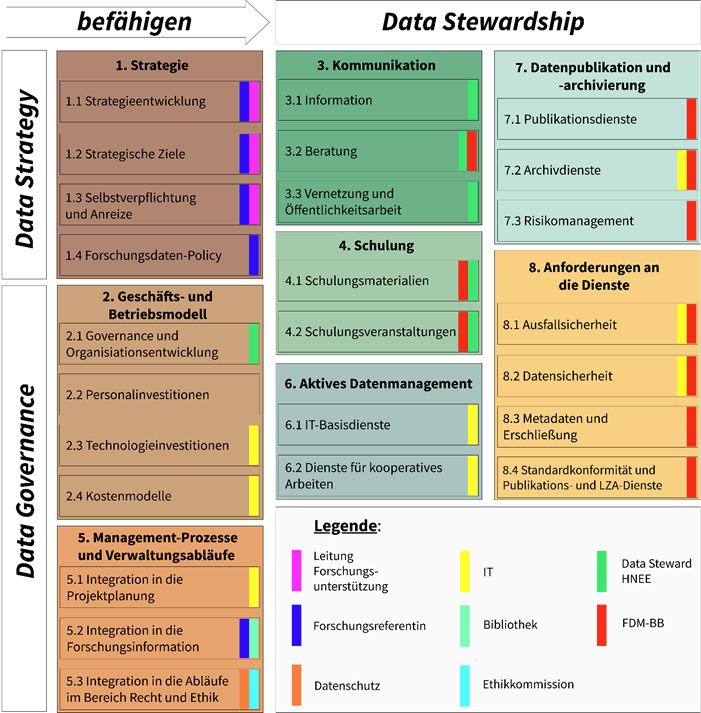 befähigen
Data Stewardship
Data Strategy
Data Governance
1. Strategie
1.1 Strategieentwicklung
1.2 Strategische Ziele
1.3 Selbstverpflichtung
und Anreize
1.4 Forschungsdaten-Policy
2. Geschäfts- und
Betriebsmodell
2.1 Governance und
Organisiationsentwicklung
2.2 Personalinvestitionen
2.3 Technologieinvestitionen
2.4 Kostenmodelle
5. Management-Prozesse
und Verwaltungsabläufe
5.1 Integration in die
Projektplanung
5.2 Integration in die
Forschungsinformation
5.3 Integration in die Abläufe
im Bereich Recht und Ethik
3. Kommunikation
3.1 Information
3.2 Beratung
3.3 Vernetzung und
Öffentlichkeitsarbeit
4. Schulung
4.1 Schulungsmaterialien
4.2 Schulungsveranstaltungen
6. Aktives Datenmanagement
6.1 IT-Basisdienste
6.2 Dienste für kooperatives
Arbeiten
7. Datenpublikation und
-archivierung
7.1 Publikationsdienste
7.2 Archivdienste
7.3 Risikomanagement
8. Anforderungen an
die Dienste
8.1 Ausfallsicherheit
8.2 Datensicherheit
8.3 Metadaten und
Erschließung
8.4 Standardkonformität und
Publikations- und LZA-Dienste
Legende:
Leitung
Forschungs-
unterstützung
IT
Data Steward
HNEE
Forschungsreferentin
Bibliothek
FDM-BB
Datenschutz
Ethikkommission